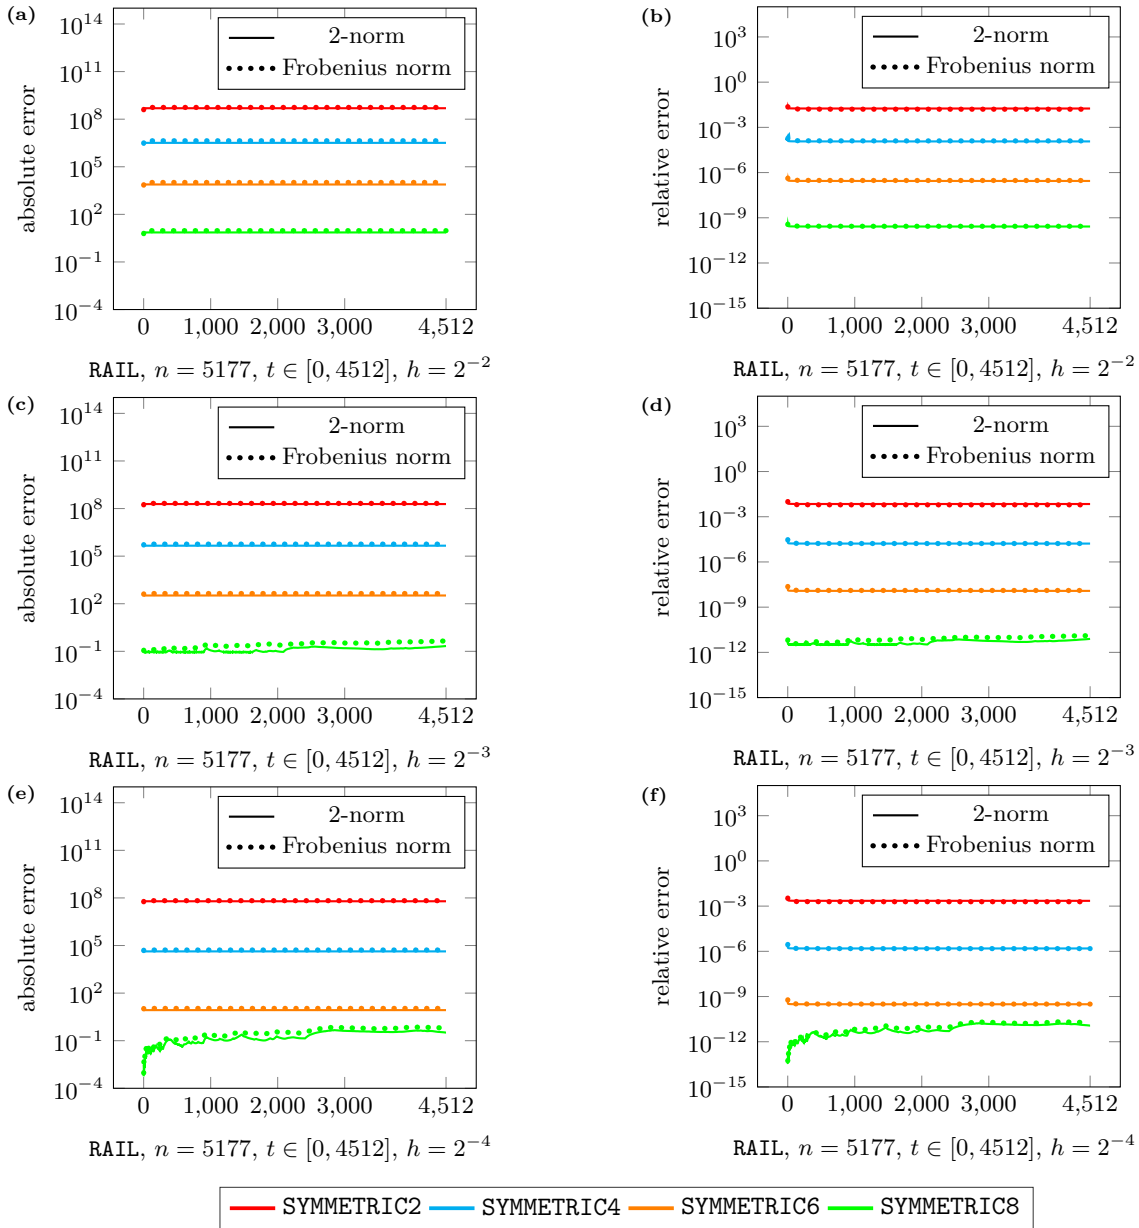 (a)
absolute error
10^14
10^11
10^8
10^5
10^2
10^−1
10^−4
2-norm
Frobenius norm
0 1,000 2,000 3,000 4,512
RAIL, n = 5177, t ∈ [0, 4512], h = 2^−2
(b)
relative error
10^3
10^0
10^−3
10^−6
10^−9
10^−12
10^−15
2-norm
Frobenius norm
0 1,000 2,000 3,000 4,512
RAIL, n = 5177, t ∈ [0, 4512], h = 2^−2
(c)
absolute error
10^14
10^11
10^8
10^5
10^2
10^−1
10^−4
2-norm
Frobenius norm
0 1,000 2,000 3,000 4,512
RAIL, n = 5177, t ∈ [0, 4512], h = 2^−3
(d)
relative error
10^3
10^0
10^−3
10^−6
10^−9
10^−12
10^−15
2-norm
Frobenius norm
0 1,000 2,000 3,000 4,512
RAIL, n = 5177, t ∈ [0, 4512], h = 2^−3
(e)
absolute error
10^14
10^11
10^8
10^5
10^2
10^−1
10^−4
2-norm
Frobenius norm
0 1,000 2,000 3,000 4,512
RAIL, n = 5177, t ∈ [0, 4512], h = 2^−4
(f)
relative error
10^3
10^0
10^−3
10^−6
10^−9
10^−12
10^−15
2-norm
Frobenius norm
0 1,000 2,000 3,000 4,512
RAIL, n = 5177, t ∈ [0, 4512], h = 2^−4
SYMMETRIC2 SYMMETRIC4 SYMMETRIC6 SYMMETRIC8